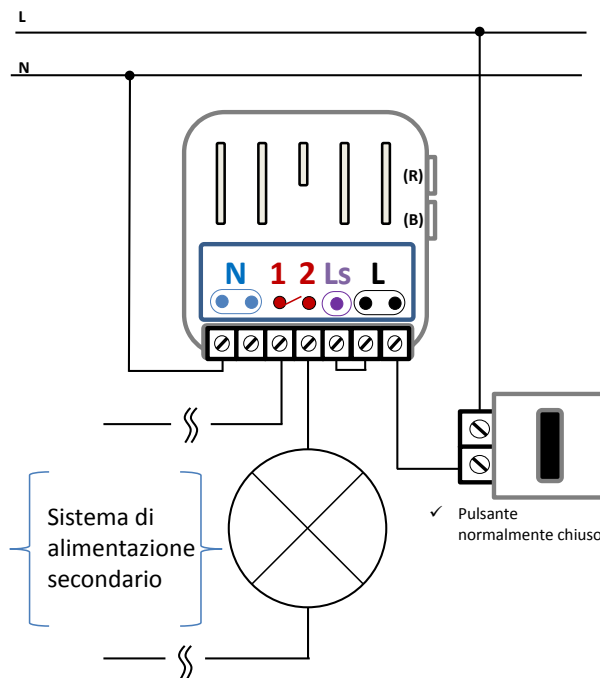 L
N
(R)
(B)
N 1 2 Ls L
✓ Pulsante
normalmente chiuso
Sistema di
alimentazione
secondario